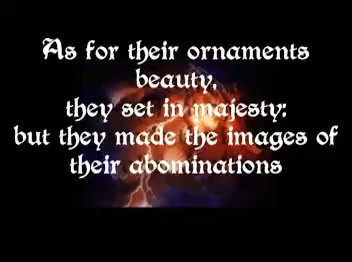 As for their ornaments
beauty,
they set in majesty:
but they made the images of
their abominations